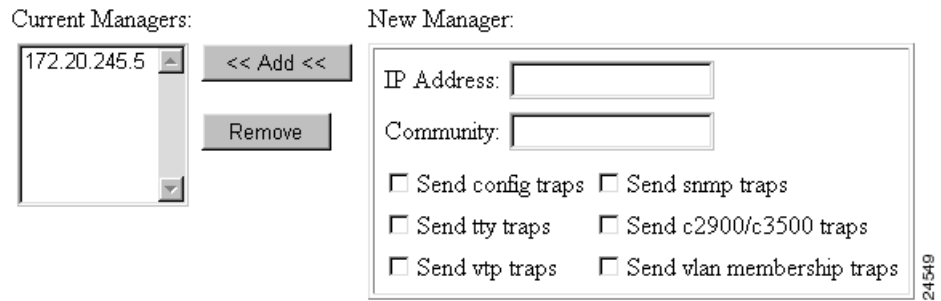 Current Managers:
New Manager:
172.20.245.5
<< Add <<
Remove
IP Address:
Community:
Send config traps
Send snmp traps
Send tty traps
Send c2900/c3500 traps
Send vtp traps
Send vlan membership traps
24549